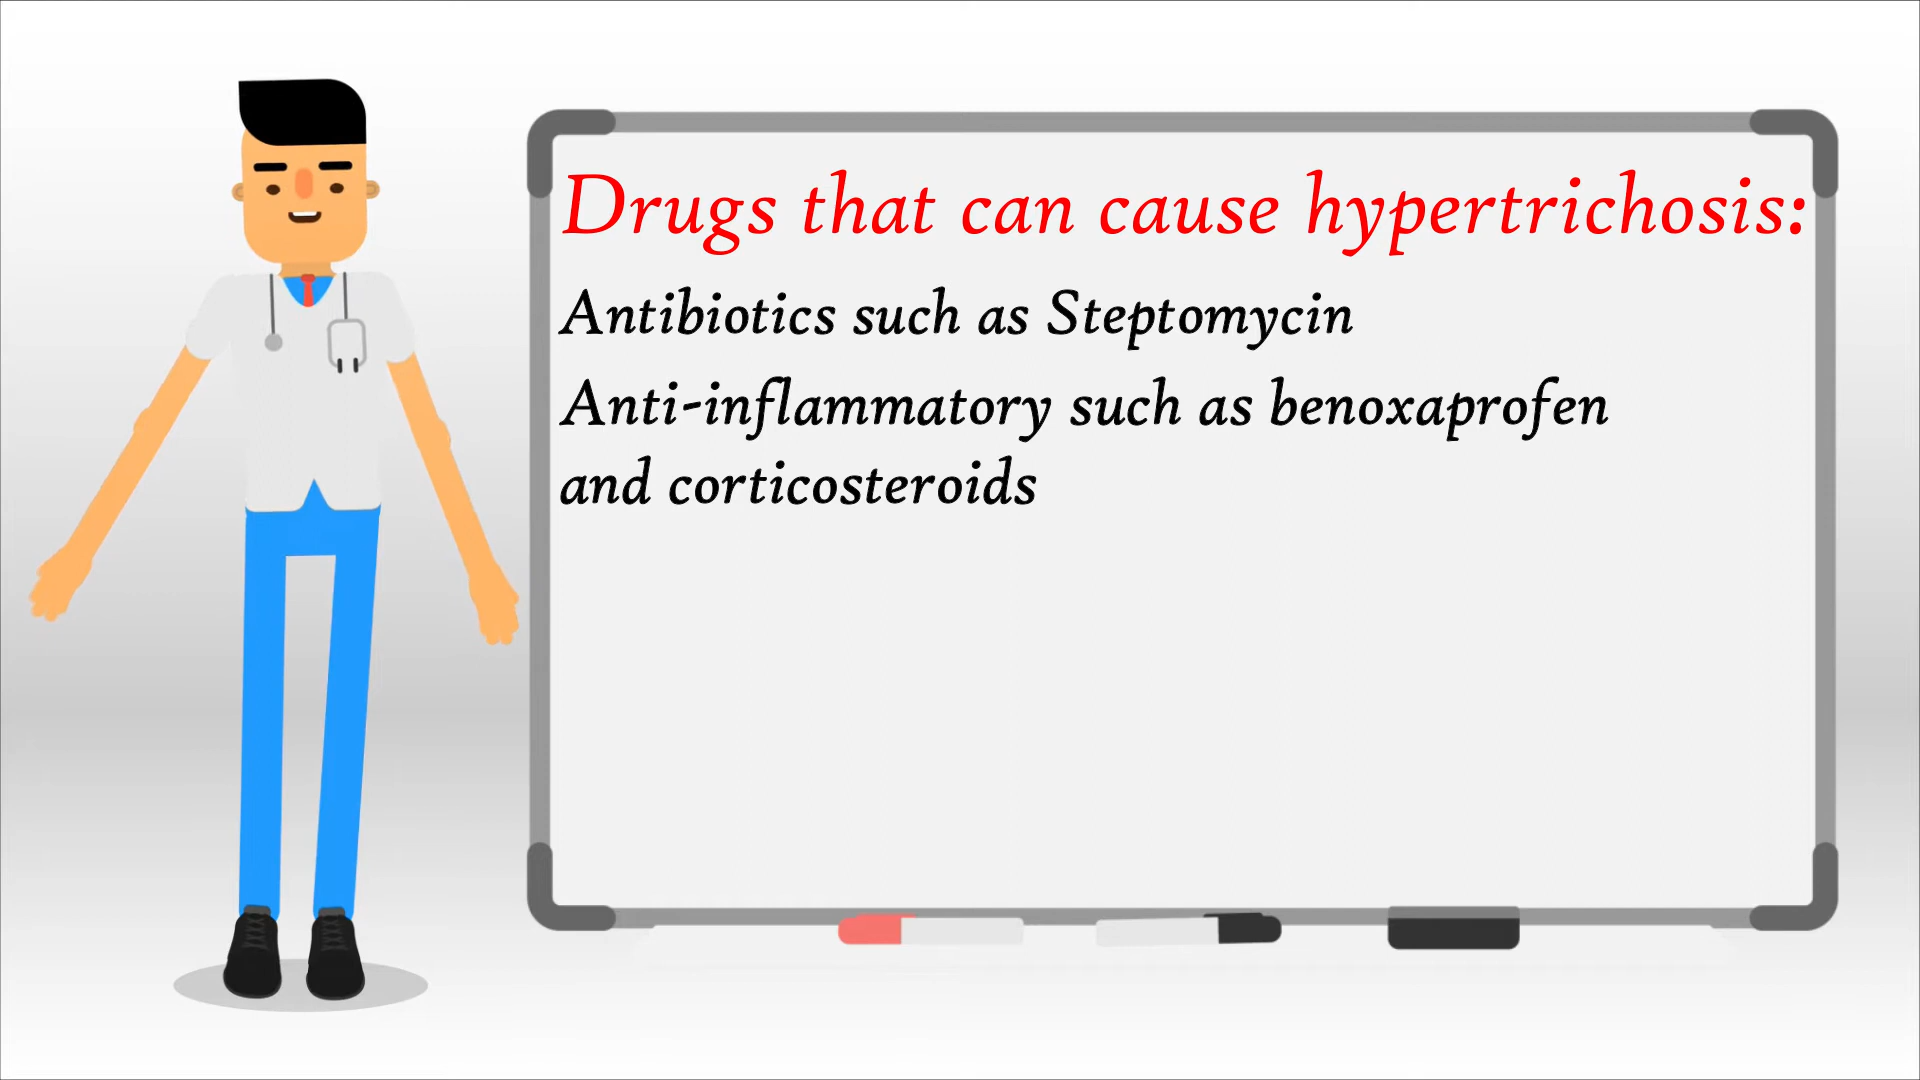 Drugs that can cause hypertrichosis:
Antibiotics such as Steptomycin
Anti-inflammatory such as benoxaprofen
and corticosteroids